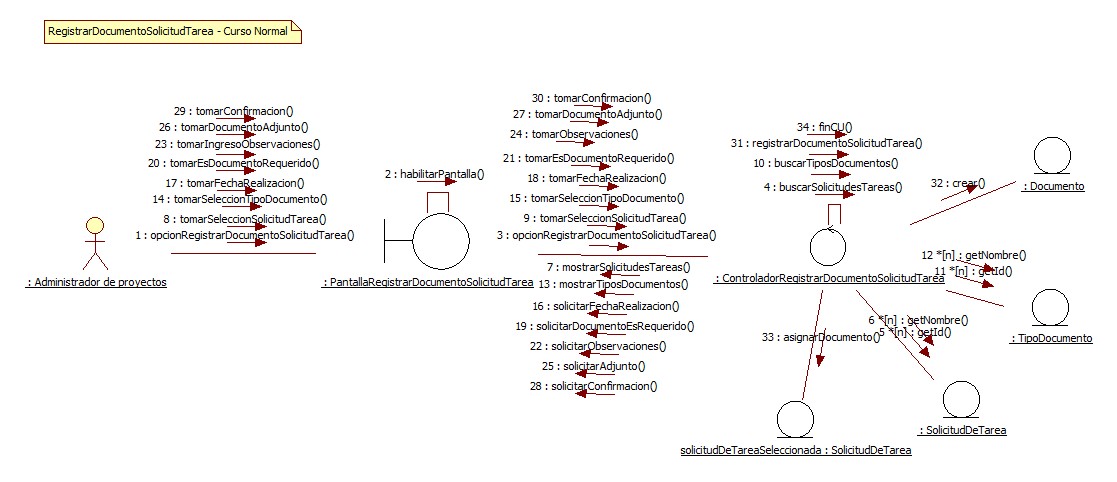 RegistrarDocumentoSolicitudTarea - Curso Normal
29 : tomarConfirmacion()
26 : tomarDocumentoAdjunto()
23 : tomarIngresoObservaciones()
20 : tomarEsDocumentoRequerido()
17 : tomarFechaRealizacion()
14 : tomarSeleccionTipoDocumento()
8 : tomarSeleccionSolicitudTarea()
1 : opcionRegistrarDocumentoSolicitudTarea()
: Administrador de proyectos
2 : habilitarPantalla()
: PantallaRegistrarDocumentoSolicitudTarea
30 : tomarConfirmacion()
27 : tomarDocumentoAdjunto()
24 : tomarObservaciones()
21 : tomarEsDocumentoRequerido()
18 : tomarFechaRealizacion()
15 : tomarSeleccionTipoDocumento()
9 : tomarSeleccionSolicitudTarea()
3 : opcionRegistrarDocumentoSolicitudTarea()
7 : mostrarSolicitudesTareas()
13 : mostrarTiposDocumentos()
16 : solicitarFechaRealizacion()
19 : solicitarDocumentoEsRequerido()
22 : solicitarObservaciones()
25 : solicitarAdjunto()
28 : solicitarConfirmacion()
34 : finCU()
31 : registrarDocumentoSolicitudTarea()
10 : buscarTiposDocumentos()
4 : buscarSolicitudesTareas()
: ControladorRegistrarDocumentoSolicitudTarea
32 : crear()
: Documento
12 *[n] : getNombre()
11 *[n] : getId()
: TipoDocumento
6 *[n] : getNombre()
5 *[n] : getId()
: SolicitudDeTarea
33 : asignarDocumento()
solicitudDeTareaSeleccionada : SolicitudDeTarea